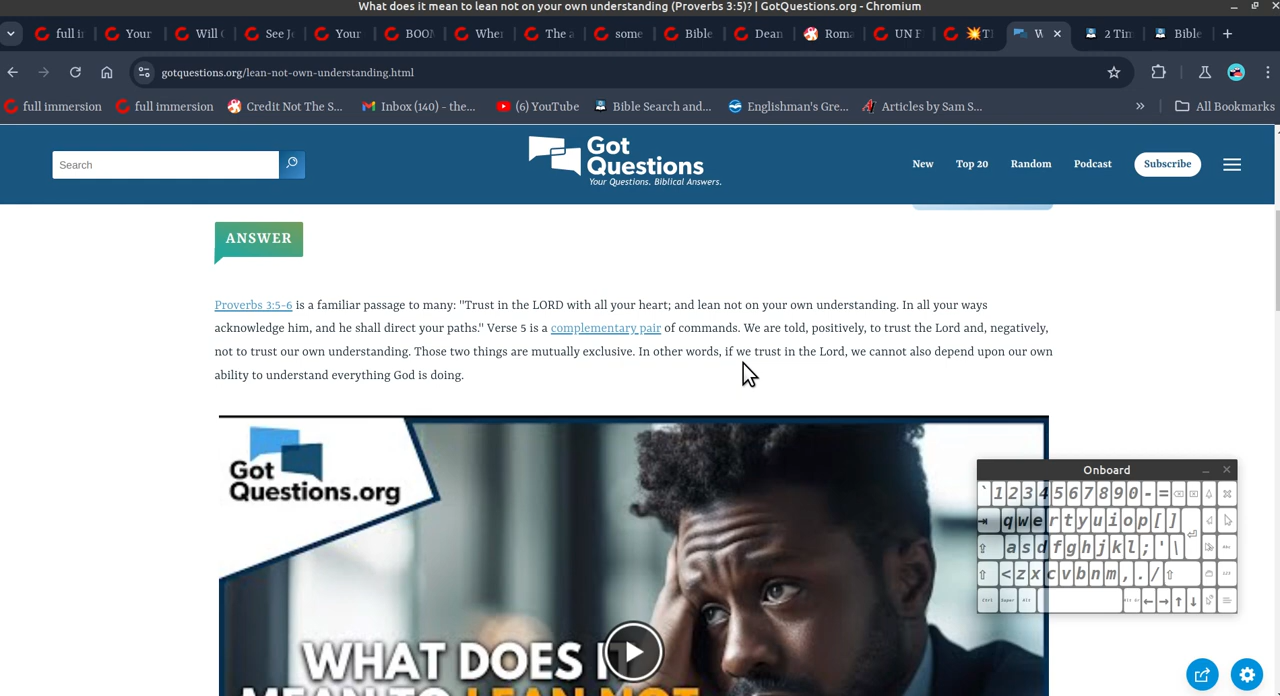 What does it mean to lean not on your own understanding (Proverbs 3:5)? | GotQuestions.org - Chromium
full i
Your
Will
See J
Your
BOOM
When
The a
some
Bible
Dean
Roma
UN F
T
W
2 Tim
Bible
gotquestions.org/lean-not-own-understanding.html
full immersion
full immersion
Credit Not The S...
Inbox (140) - the...
(6) YouTube
Bible Search and...
Englishman's Gre...
Articles by Sam S...
»
All Bookmarks
Search
Got Questions
Your Questions. Biblical Answers.
New
Top 20
Random
Podcast
Subscribe
ANSWER
Proverbs 3:5-6 is a familiar passage to many: "Trust in the LORD with all your heart; and lean not on your own understanding. In all your ways
acknowledge him, and he shall direct your paths." Verse 5 is a complementary pair of commands. We are told, positively, to trust the Lord and, negatively,
not to trust our own understanding. Those two things are mutually exclusive. In other words, if we trust in the Lord, we cannot also depend upon our own
ability to understand everything God is doing.
Got
Questions.org
WHAT DOES I
MEAN TO LEAN NOT
Onboard
` 1 2 3 4 5 6 7 8 9 0 - =
q w e r t y u i o p [ ]
a s d f g h j k l ; ' \
< z x c v b n m , . /
Ctrl Super Alt